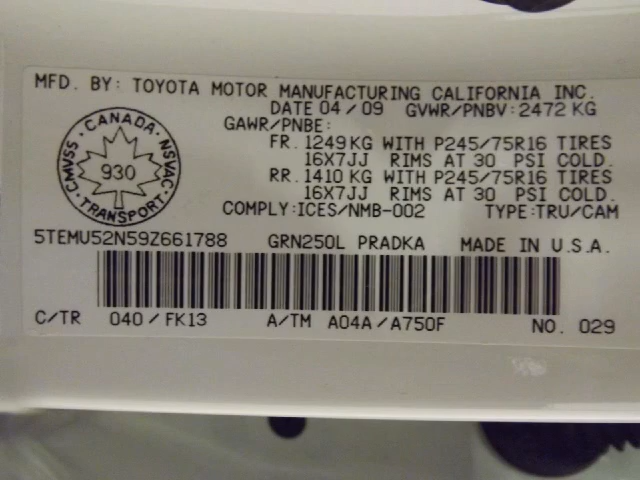 MFD. BY: TOYOTA MOTOR MANUFACTURING CALIFORNIA INC.
DATE 04/09 GVWR/PNBV: 2472 KG
GAWR/PNBE:
FR. 1249 KG WITH P245/75R16 TIRES
16X7JJ RIMS AT 30 PSI COLD.
RR. 1410 KG WITH P245/75R16 TIRES
16X7JJ RIMS AT 30 PSI COLD.
COMPLY: ICES/NMB-002 TYPE: TRU/CAM
CANADA
CMVSS 930 NSVAC
TRANSPORT
5TEMU52N59Z661788 GRN250L PRADKA MADE IN U.S.A.
C/TR 040/FK13 A/TM A04A/A750F NO. 029